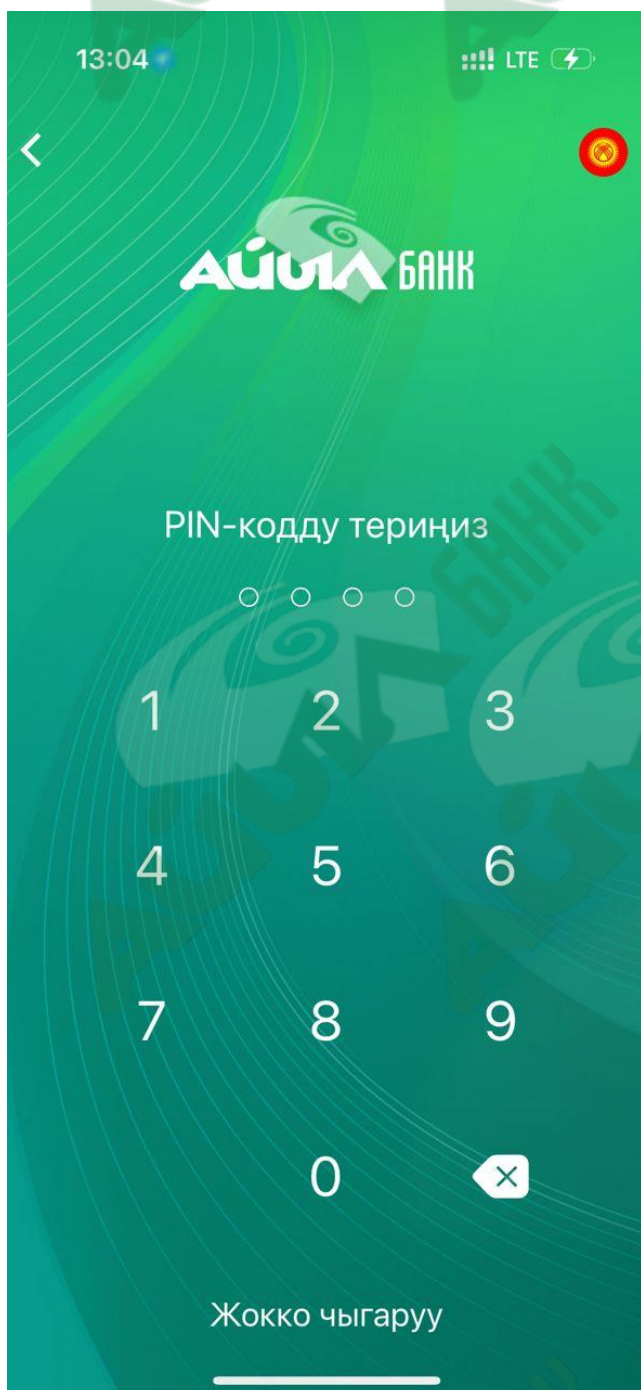 13:04 LTE
АЙЫЛ БАНК
PIN-кодду териңиз
1 2 3
4 5 6
7 8 9
0
Жокко чыгаруу